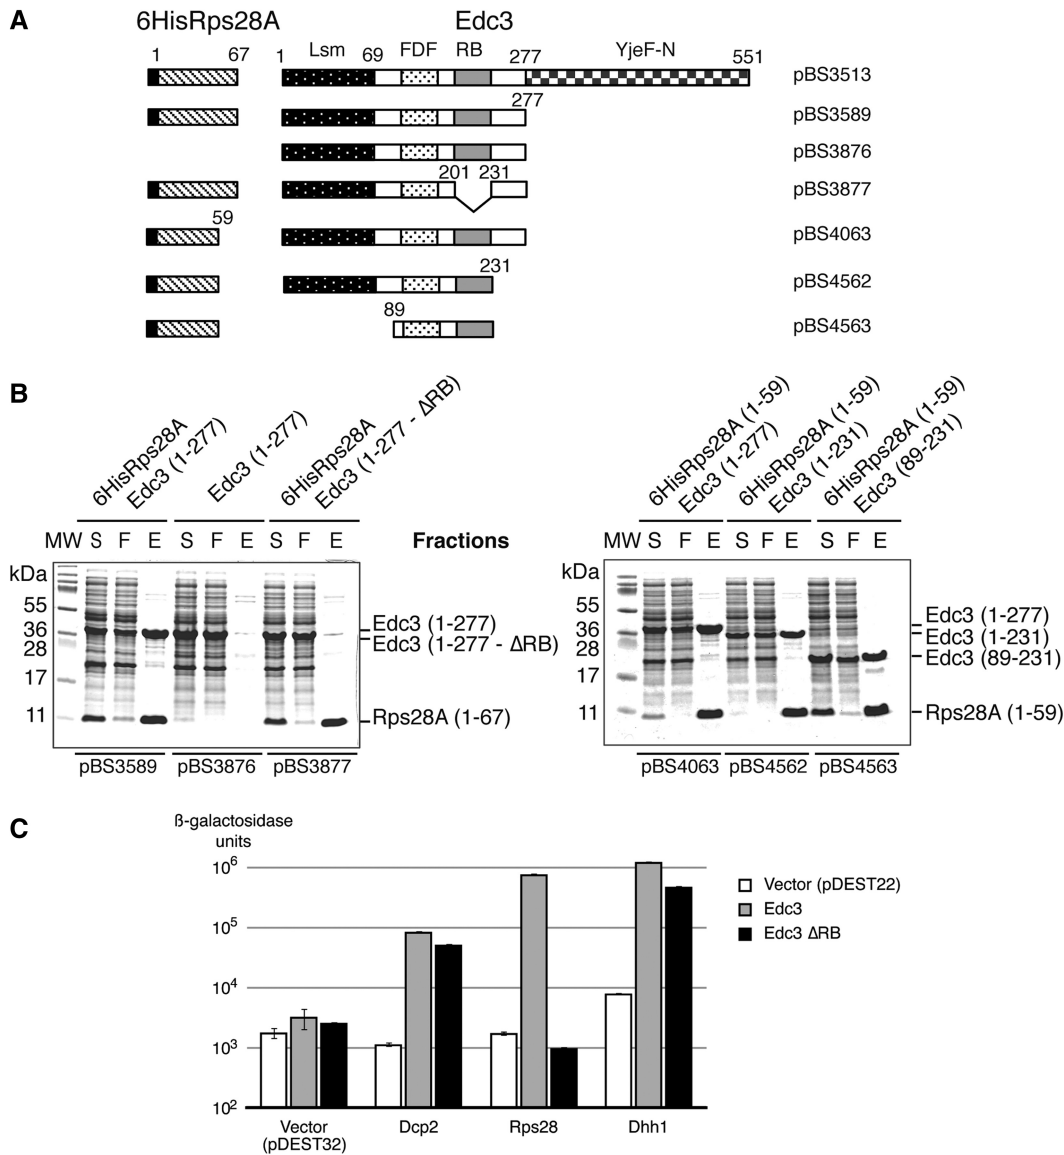 A
6HisRps28A Edc3
1 67 1 Lsm 69 FDF RB 277 YjeF-N 551
pBS3513
277
pBS3589
pBS3876
201 231
pBS3877
59
pBS4063
231
pBS4562
89
pBS4563
B
6HisRps28A
Edc3 (1-277)
Edc3 (1-277)
6HisRps28A
Edc3 (1-277 - ΔRB)
6HisRps28A (1-59)
Edc3 (1-277)
6HisRps28A (1-59)
Edc3 (1-231)
6HisRps28A (1-59)
Edc3 (89-231)
MW S F E S F E S F E
Fractions
MW S F E S F E S F E
kDa
55
36
28
17
11
Edc3 (1-277)
Edc3 (1-277 - ΔRB)
Rps28A (1-67)
pBS3589 pBS3876 pBS3877
kDa
55
36
28
17
11
Edc3 (1-277)
Edc3 (1-231)
Edc3 (89-231)
Rps28A (1-59)
pBS4063 pBS4562 pBS4563
C
ß-galactosidase
units
10⁶
10⁵
10⁴
10³
10²
Vector (pDEST22)
Edc3
Edc3 ΔRB
Vector
(pDEST32)
Dcp2
Rps28
Dhh1